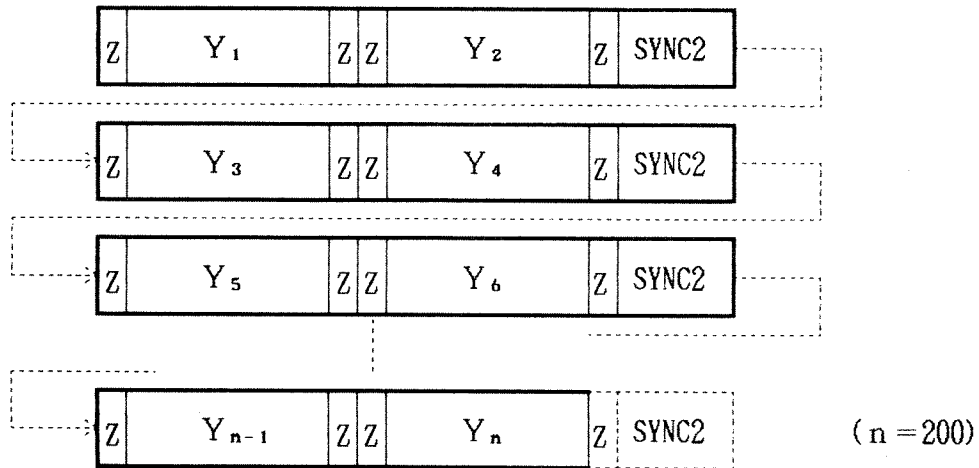 Z Y₁ Z Z Y₂ Z SYNC2
Z Y₃ Z Z Y₄ Z SYNC2
Z Y₅ Z Z Y₆ Z SYNC2
Z Yₙ₋₁ Z Z Yₙ Z SYNC2 (n=200)